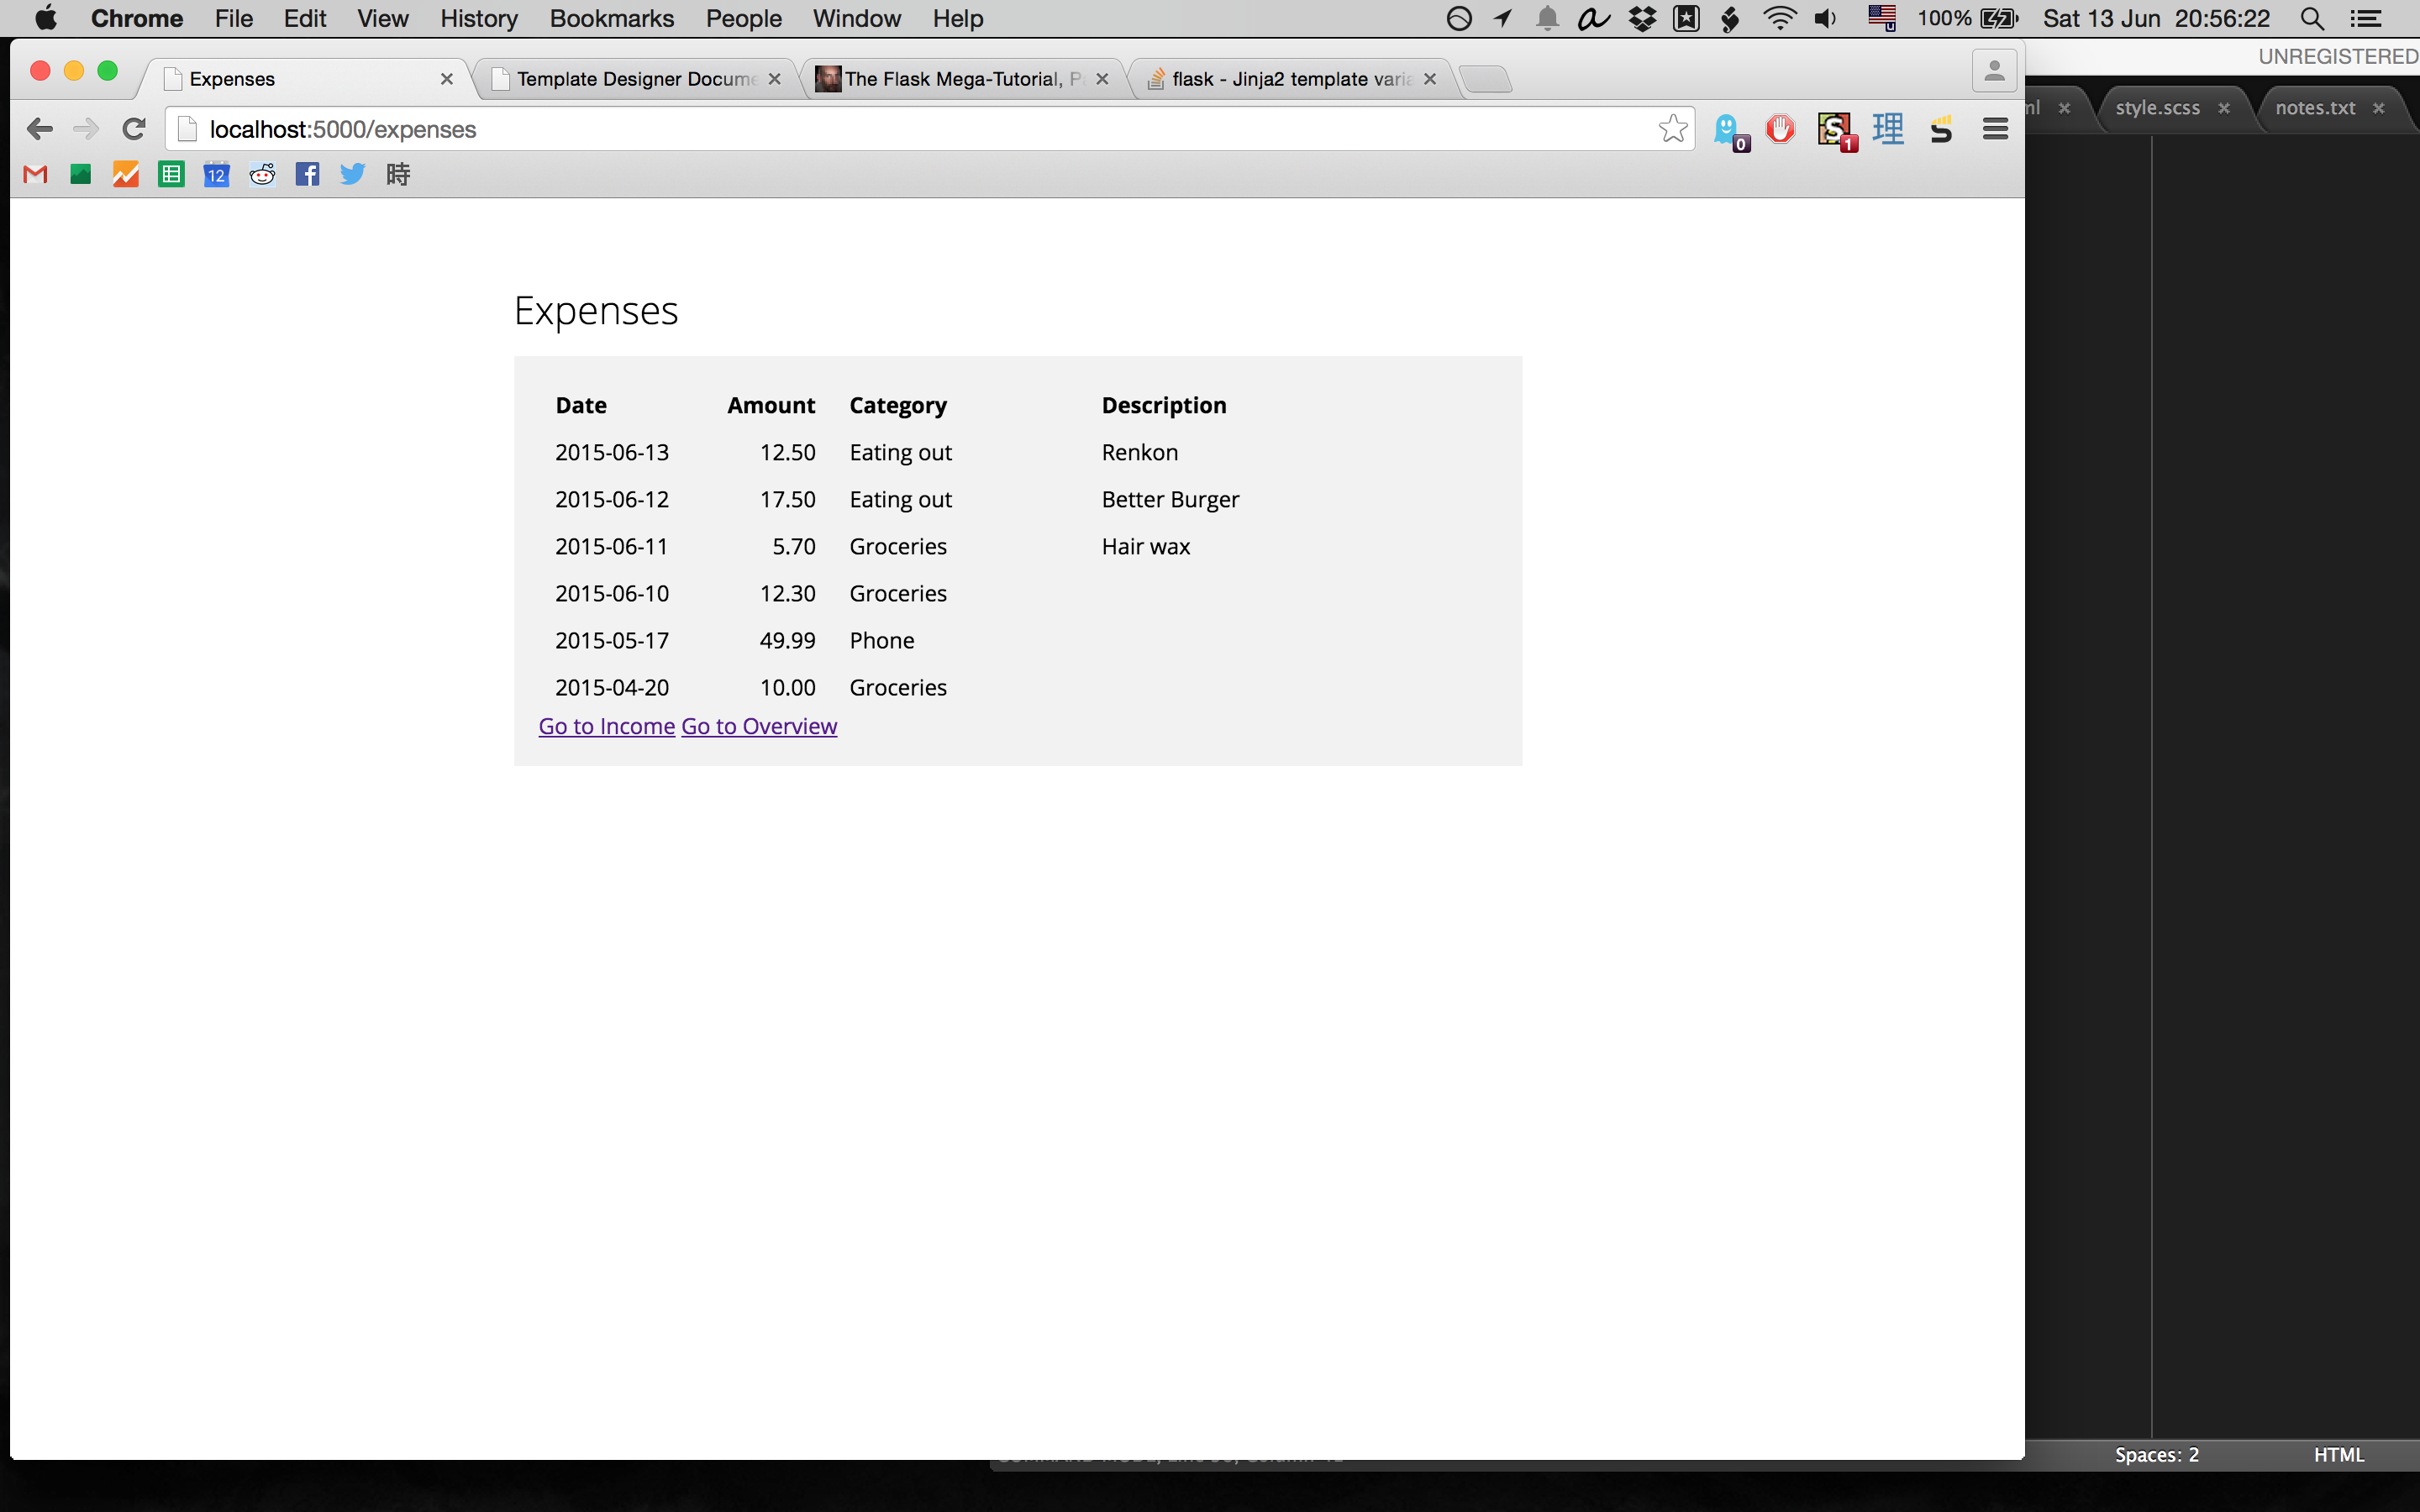 Chrome File Edit View History Bookmarks People Window Help 100% Sat 13 Jun 20:56:22
UNREGISTERED
Expenses Template Designer Docume The Flask Mega-Tutorial, P flask - Jinja2 template varia
ml style.scss notes.txt
localhost:5000/expenses 0 1 理
12 時
Expenses
Date Amount Category Description
2015-06-13 12.50 Eating out Renkon
2015-06-12 17.50 Eating out Better Burger
2015-06-11 5.70 Groceries Hair wax
2015-06-10 12.30 Groceries
2015-05-17 49.99 Phone
2015-04-20 10.00 Groceries
Go to Income Go to Overview
Spaces: 2 HTML